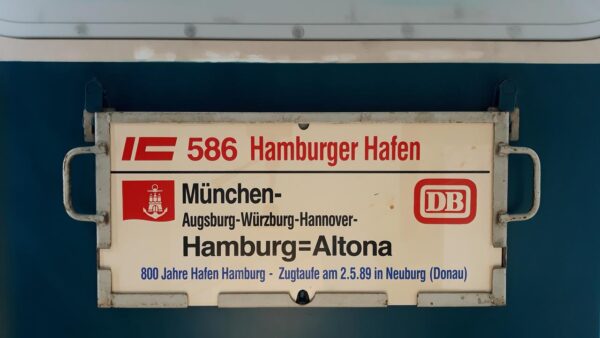 IC 586 Hamburger Hafen
München-
DB
Augsburg-Würzburg-Hannover-
Hamburg=Altona
800 Jahre Hafen Hamburg - Zugtaufe am 2.5.89 in Neuburg (Donau)